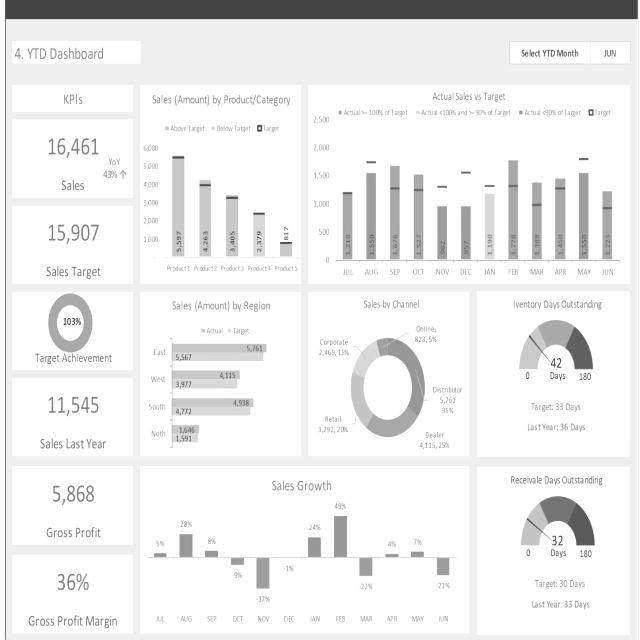 4. YTD Dashboard
Select YTD Month
JUN
KPIs
16,461
YoY
43% ↑
Sales
15,907
Sales Target
103%
Target Achievement
11,545
Sales Last Year
5,868
Gross Profit
36%
Gross Profit Margin
Sales (Amount) by Product/Category
Above Target Below Target Target
6,000
5,000
4,000
3,000
2,000
1,000
5,597 4,263 3,405 2,379 817
Product 1 Product 2 Product 3 Product 4 Product 5
Actual Sales vs Target
Actual >= 100% of Target Actual <100% and >= 90% of Target Actual <90% of Target Target
2,500
2,000
1,500
1,000
500
0
1,210 1,550 1,676 1,527 962 957 1,190 1,778 1,388 1,450 1,550 1,223
JUL AUG SEP OCT NOV DEC JAN FEB MAR APR MAY JUN
Sales (Amount) by Region
Actual Target
East 5,761
5,567
West 4,115
3,977
South 4,938
4,772
Noth 1,646
1,591
Sales by Channel
Online,
823, 5%
Corporate
2,469, 15%
Distributor
5,761
35%
Retail
3,292, 20%
Dealer
4,115, 25%
Iventory Days Outstanding
42
0 Days 180
Target: 33 Days
Last Year: 36 Days
Sales Growth
5% 28% 8% -9% -37% -1% 24% 49% -22% 4% 7% -21%
JUL AUG SEP OCT NOV DEC JAN FEB MAR APR MAY JUN
Receivale Days Outstanding
32
0 Days 180
Target: 30 Days
Last Year: 33 Days